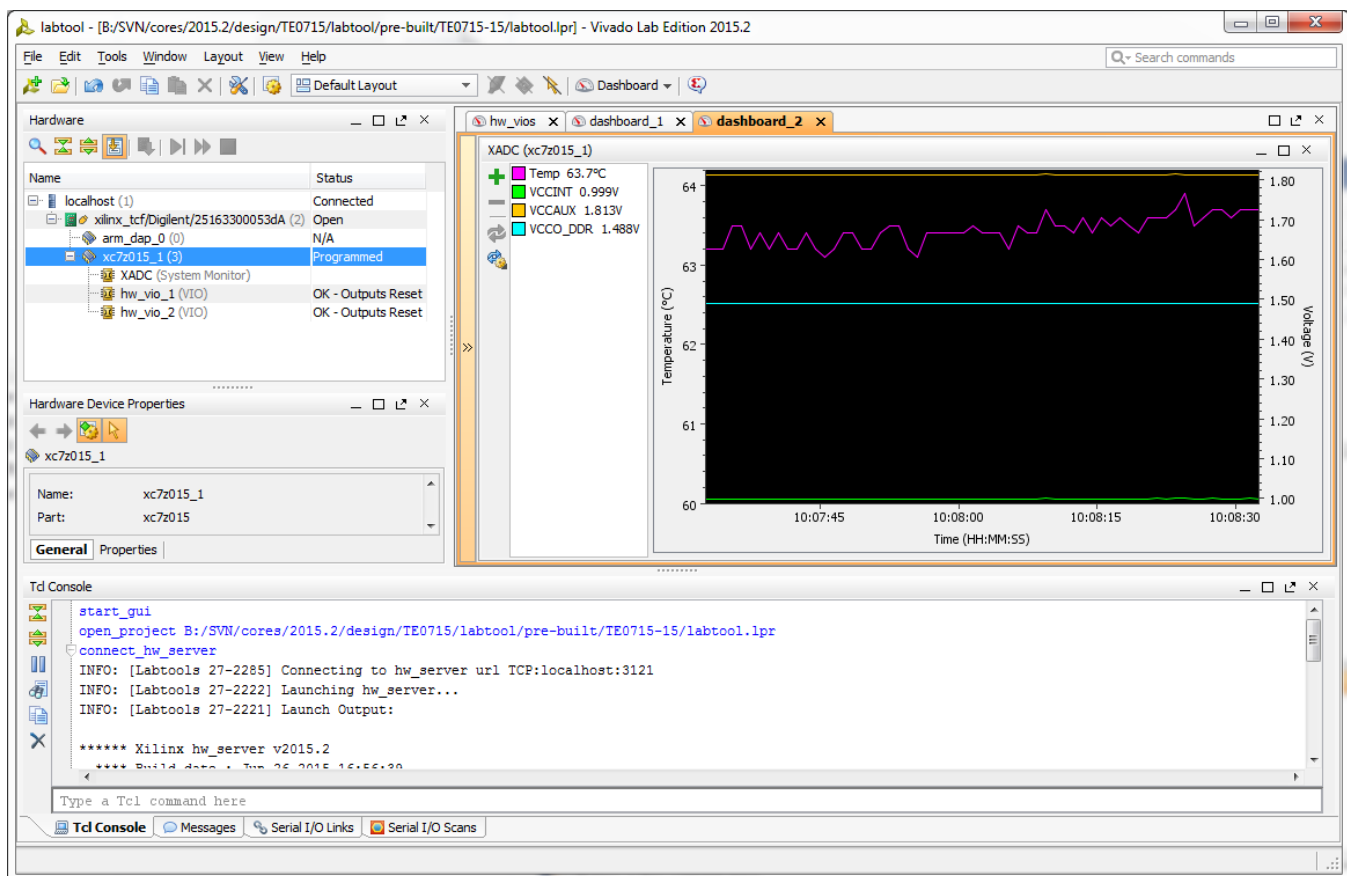 labtool - [B:/SVN/cores/2015.2/design/TE0715/labtool/pre-built/TE0715-15/labtool.lpr] - Vivado Lab Edition 2015.2
File Edit Tools Window Layout View Help
Search commands
Default Layout
Dashboard
Hardware
Name Status
localhost (1) Connected
xilinx_tcf/Digilent/25163300053dA (2) Open
arm_dap_0 (0) N/A
xc7z015_1 (3) Programmed
XADC (System Monitor)
hw_vio_1 (VIO) OK - Outputs Reset
hw_vio_2 (VIO) OK - Outputs Reset
Hardware Device Properties
xc7z015_1
Name: xc7z015_1
Part: xc7z015
General Properties
hw_vios dashboard_1 dashboard_2
XADC (xc7z015_1)
Temp 63.7°C
VCCINT 0.999V
VCCAUX 1.813V
VCCO_DDR 1.488V
Temperature (°C)
64
63
62
61
60
1.80
1.70
1.60
1.50
1.40
1.30
1.20
1.10
1.00
Voltage (V)
10:07:45 10:08:00 10:08:15 10:08:30
Time (HH:MM:SS)
Tcl Console
start_gui
open_project B:/SVN/cores/2015.2/design/TE0715/labtool/pre-built/TE0715-15/labtool.lpr
connect_hw_server
INFO: [Labtools 27-2285] Connecting to hw_server url TCP:localhost:3121
INFO: [Labtools 27-2222] Launching hw_server...
INFO: [Labtools 27-2221] Launch Output:
****** Xilinx hw_server v2015.2
**** Build date : Jun 26 2015-16:56:39
Type a Tcl command here
Tcl Console Messages Serial I/O Links Serial I/O Scans